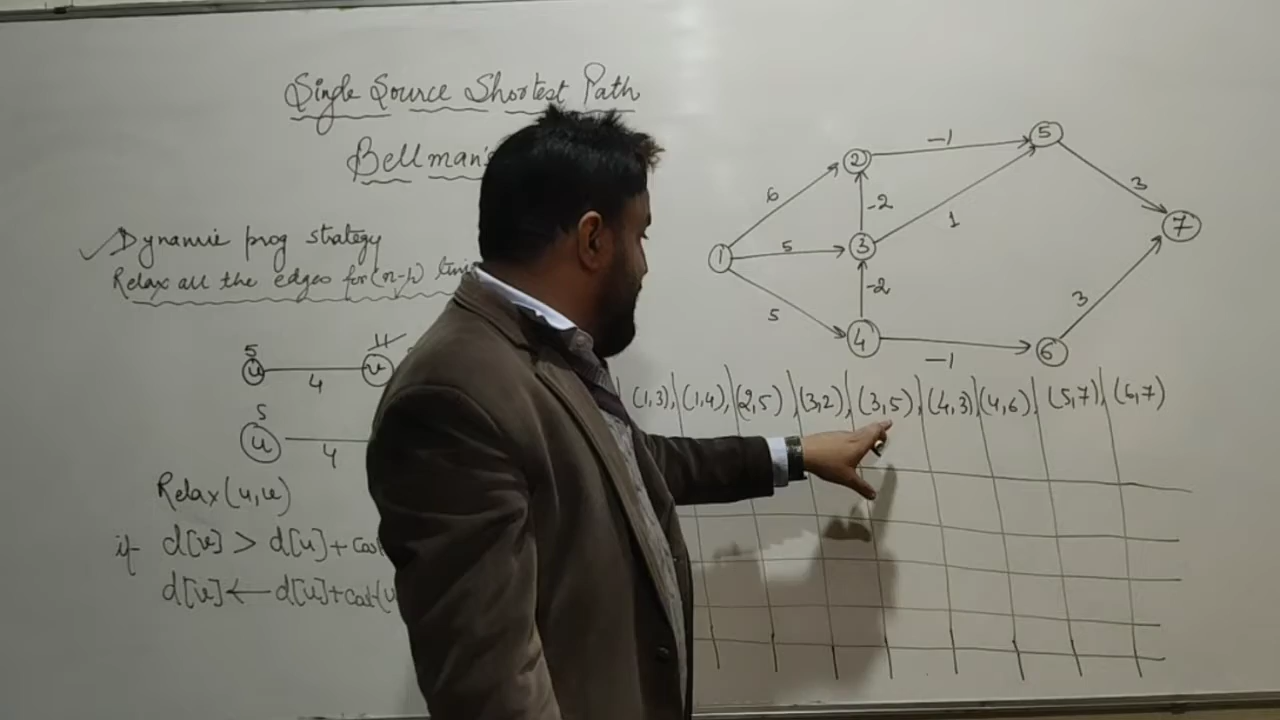 Single Source Shortest Path
Bellman's
Dynamic prog strategy
Relax all the edges for (n-1)
5
u
4
11
v
5
u
4
Relax(u,v)
if d[v] > d[u]+cost
d[v] ← d[u]+cost(u
1
2
3
4
5
6
7
6
5
5
-2
-2
-1
1
-1
3
3
(1,3), (1,4), (2,5), (3,2), (3,5), (4,3) (4,6), (5,7), (6,7)